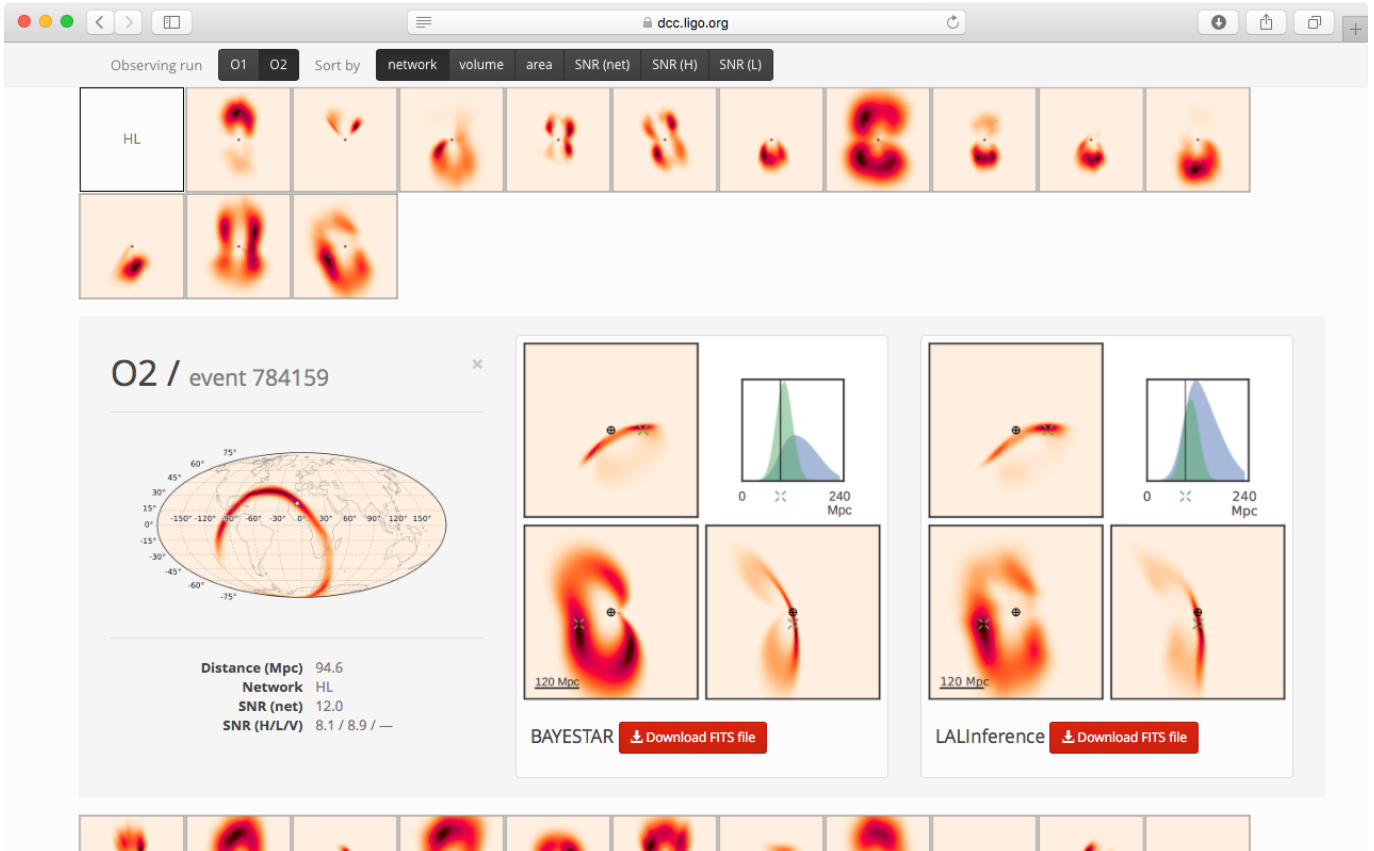 dcc.ligo.org
Observing run O1 O2 Sort by network volume area SNR (net) SNR (H) SNR (L)
HL
O2 / event 784159 ×
75°
60°
45°
30°
15°
0°
-15°
-30°
-45°
-60°
-75°
-150° -120° -90° -60° -30° 0° 30° 60° 90° 120° 150°
Distance (Mpc) 94.6
Network HL
SNR (net) 12.0
SNR (H/L/V) 8.1 / 8.9 / —
0 240
Mpc
120 Mpc
BAYESTAR Download FITS file
0 240
Mpc
120 Mpc
LALInference Download FITS file